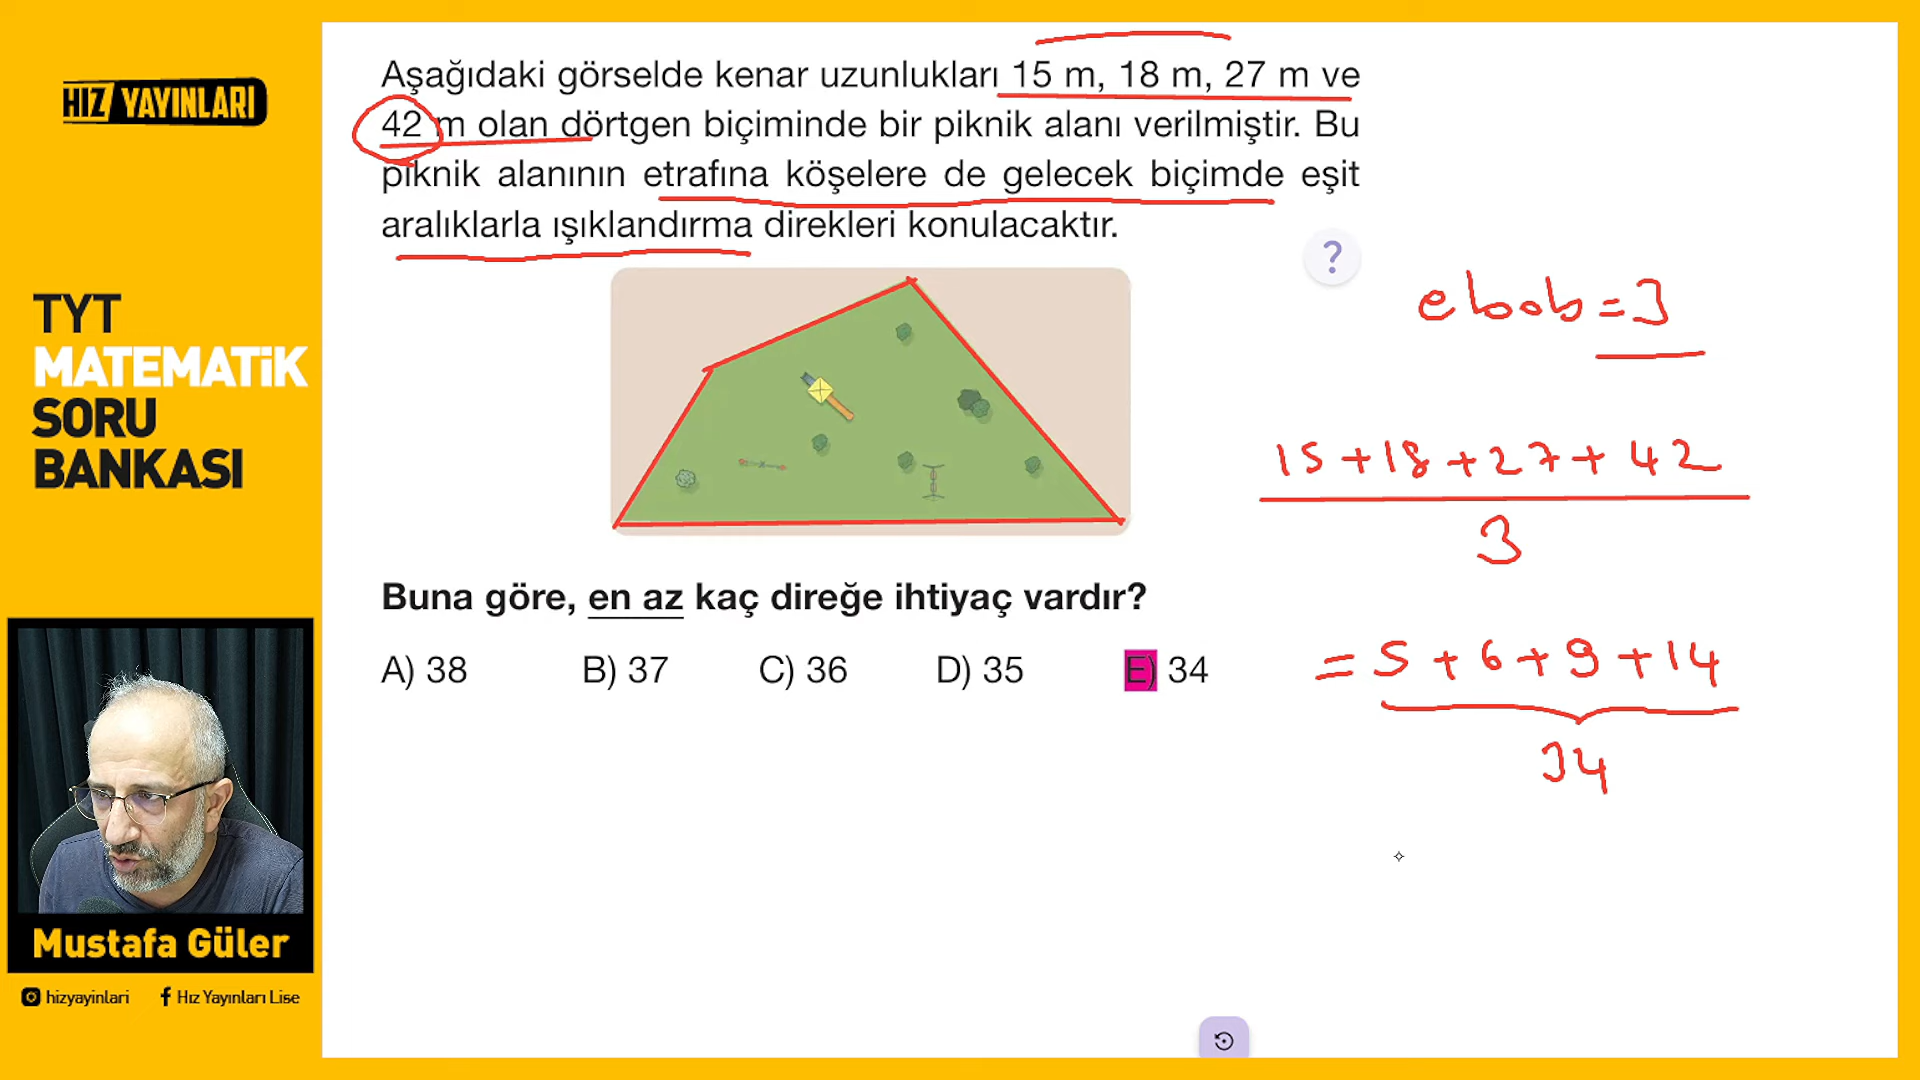 HIZ YAYINLARI
TYT
MATEMATİK
SORU
BANKASI
Mustafa Güler
hizyayinlari
Hız Yayınları Lise
Aşağıdaki görselde kenar uzunlukları 15 m, 18 m, 27 m ve
42 m olan dörtgen biçiminde bir piknik alanı verilmiştir. Bu
piknik alanının etrafına köşelere de gelecek biçimde eşit
aralıklarla ışıklandırma direkleri konulacaktır.
?
Buna göre, en az kaç direğe ihtiyaç vardır?
A) 38 B) 37 C) 36 D) 35 E) 34
ebob = 3
15 + 18 + 27 + 42
3
= 5 + 6 + 9 + 14
34